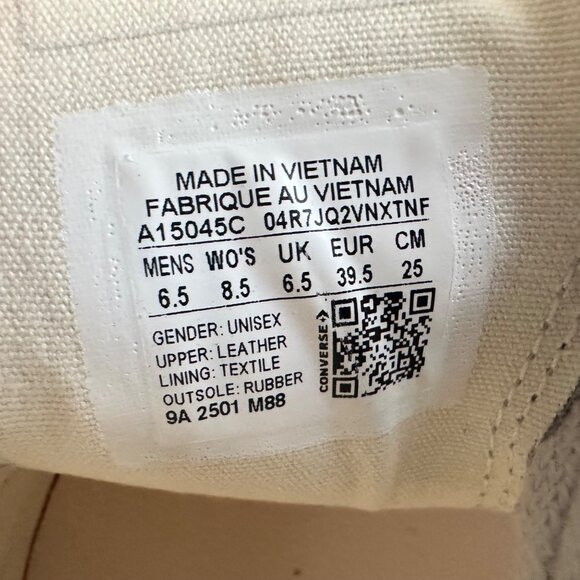 MADE IN VIETNAM
FABRIQUE AU VIETNAM
A15045C 04R7JQ2VNXTNF
MENS WO'S UK EUR CM
6.5 8.5 6.5 39.5 25
GENDER: UNISEX
UPPER: LEATHER
LINING: TEXTILE
OUTSOLE: RUBBER
9A 2501 M88
CONVERSE